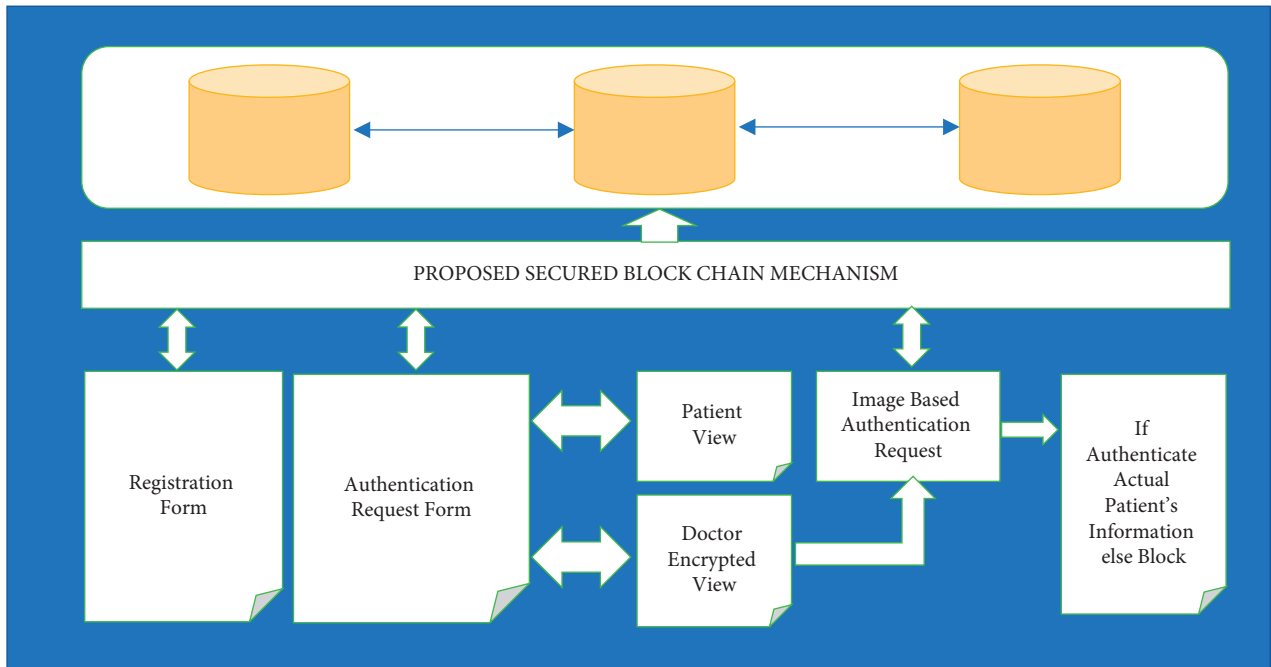 PROPOSED SECURED BLOCK CHAIN MECHANISM
Registration
Form
Authentication
Request Form
Patient
View
Doctor
Encrypted
View
Image Based
Authentication
Request
If
Authenticate
Actual
Patient’s
Information
else Block